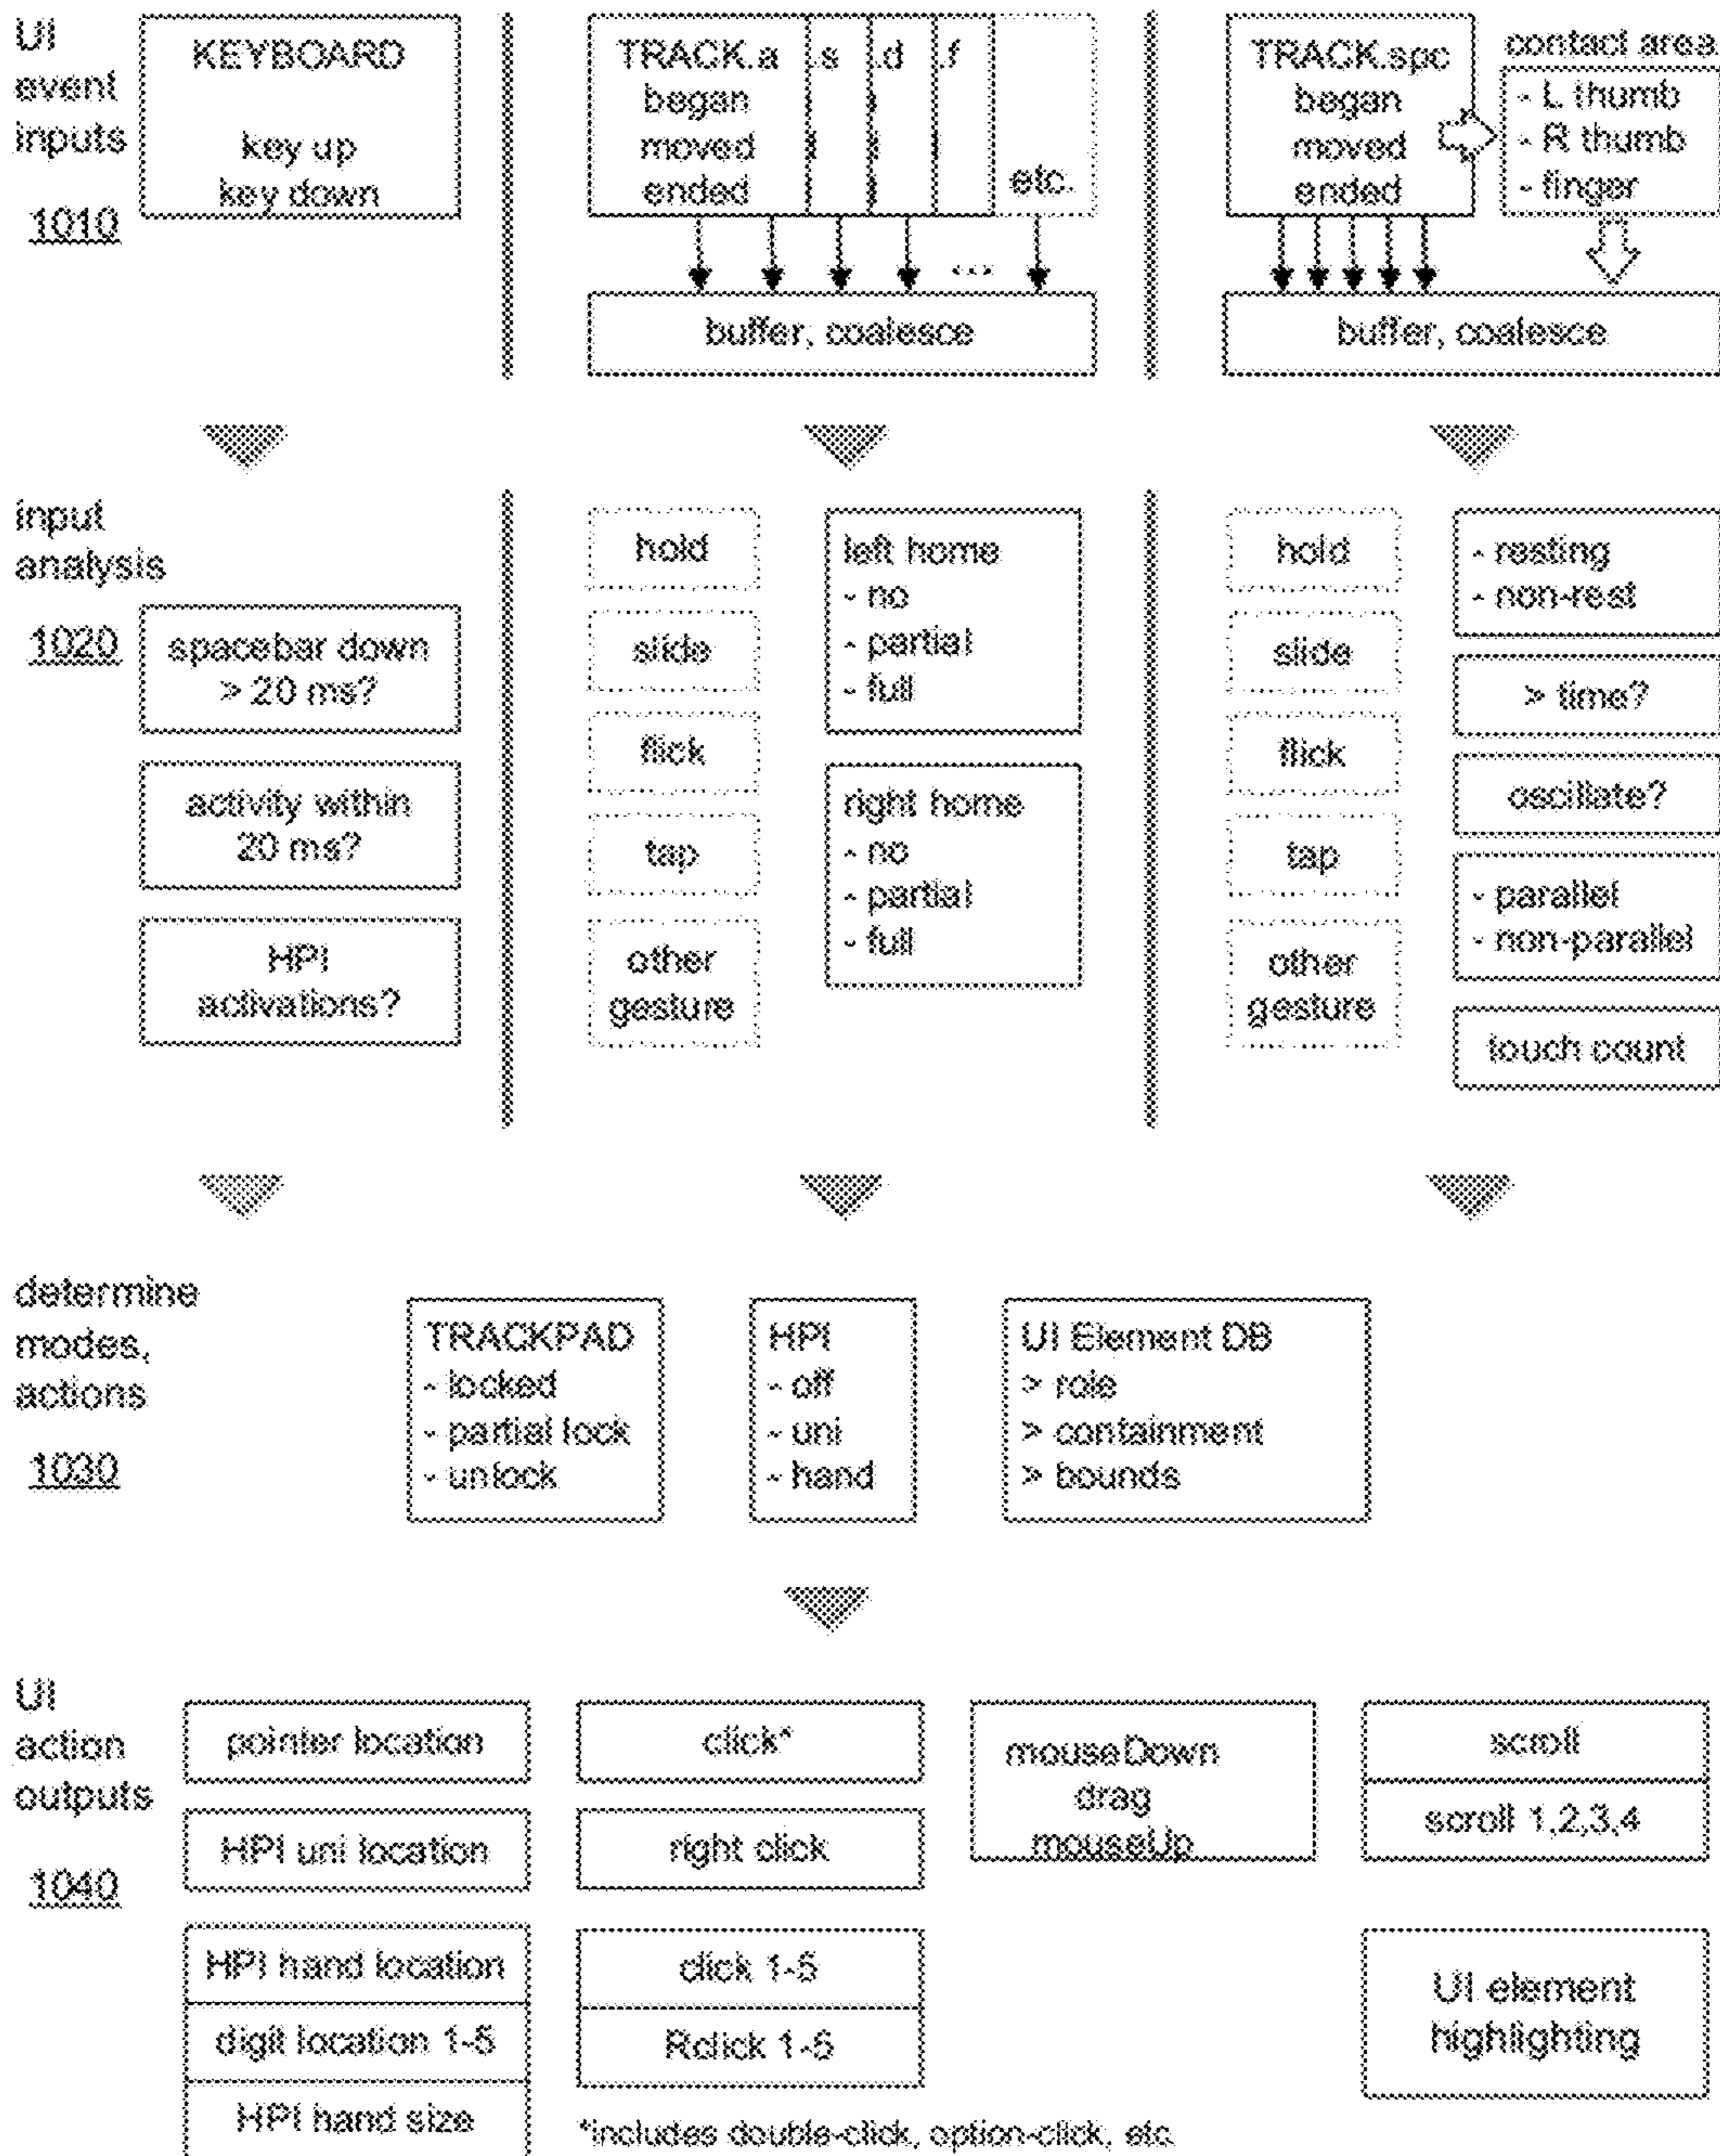 UI
event
inputs
1010
KEYBOARD
key up
key down
TRACK.a
began
moved
ended
.s
.d
.f
etc.
...
buffer, coalesce
TRACK.spc
began
moved
ended
contact area
- L thumb
- R thumb
- finger
buffer, coalesce
input
analysis
1020
spacebar down
> 20 ms?
activity within
20 ms?
HPI
activations?
hold
slide
flick
tap
other
gesture
left home
- no
- partial
- full
right home
- no
- partial
- full
hold
slide
flick
tap
other
gesture
- resting
- non-rest
> time?
oscillate?
- parallel
- non-parallel
touch count
determine
modes,
actions
1030
TRACKPAD
- locked
- partial lock
- unlock
HPI
- off
- uni
- hand
UI Element DB
> role
> containment
> bounds
UI
action
outputs
1040
pointer location
HPI uni location
HPI hand location
digit location 1-5
HPI hand size
click*
right click
click 1-5
Rclick 1-5
*includes double-click, option-click, etc.
mouseDown
drag
mouseUp
scroll
scroll 1,2,3,4
UI element
highlighting